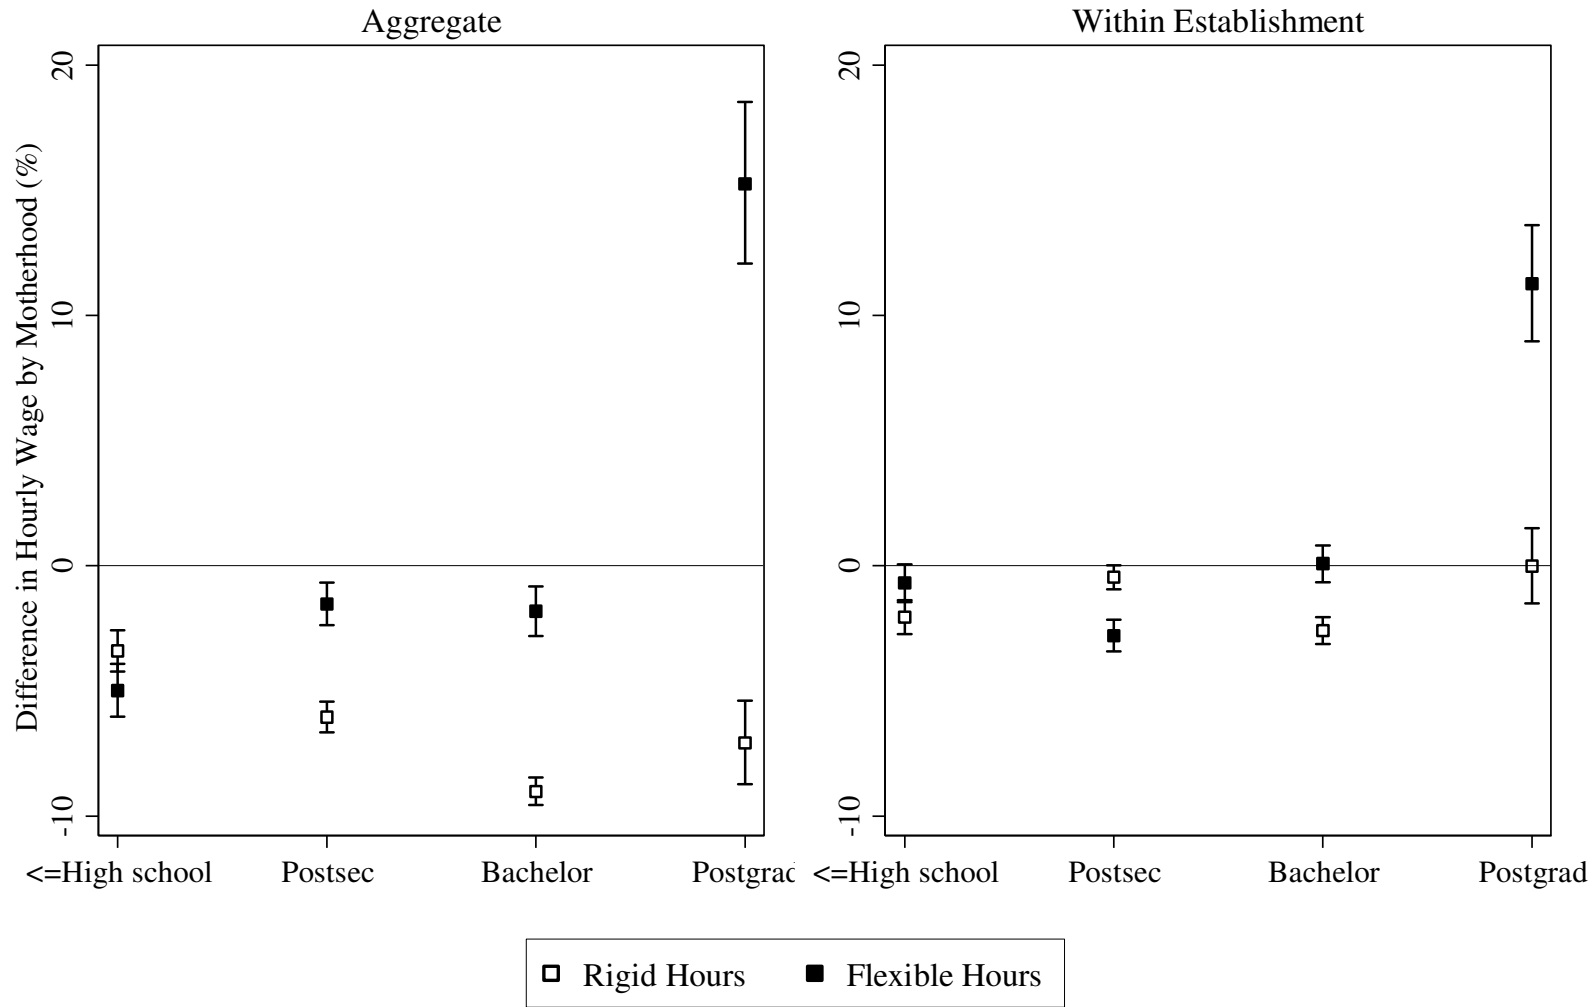 Aggregate
Within Establishment
Difference in Hourly Wage by Motherhood (%)
20
10
0
-10
20
10
0
-10
<=High school Postsec Bachelor Postgrad
<=High school Postsec Bachelor Postgrad
Rigid Hours Flexible Hours